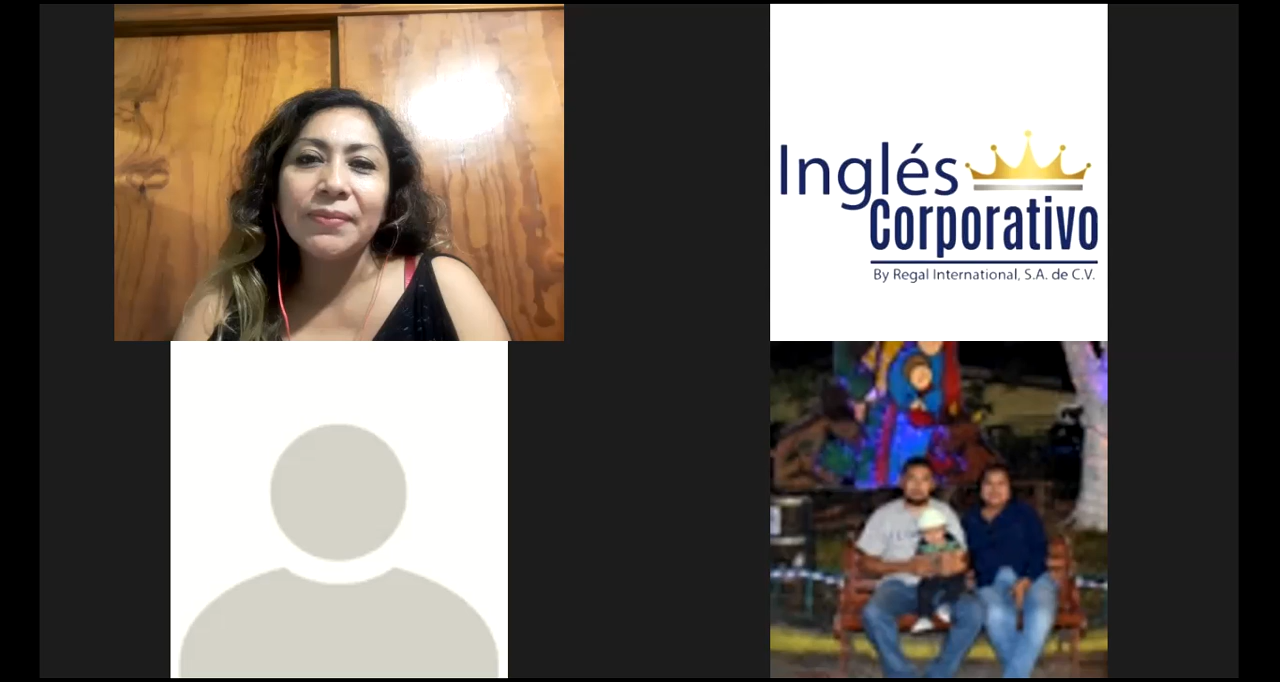 Inglés
Corporativo
By Regal International, S.A. de C.V.